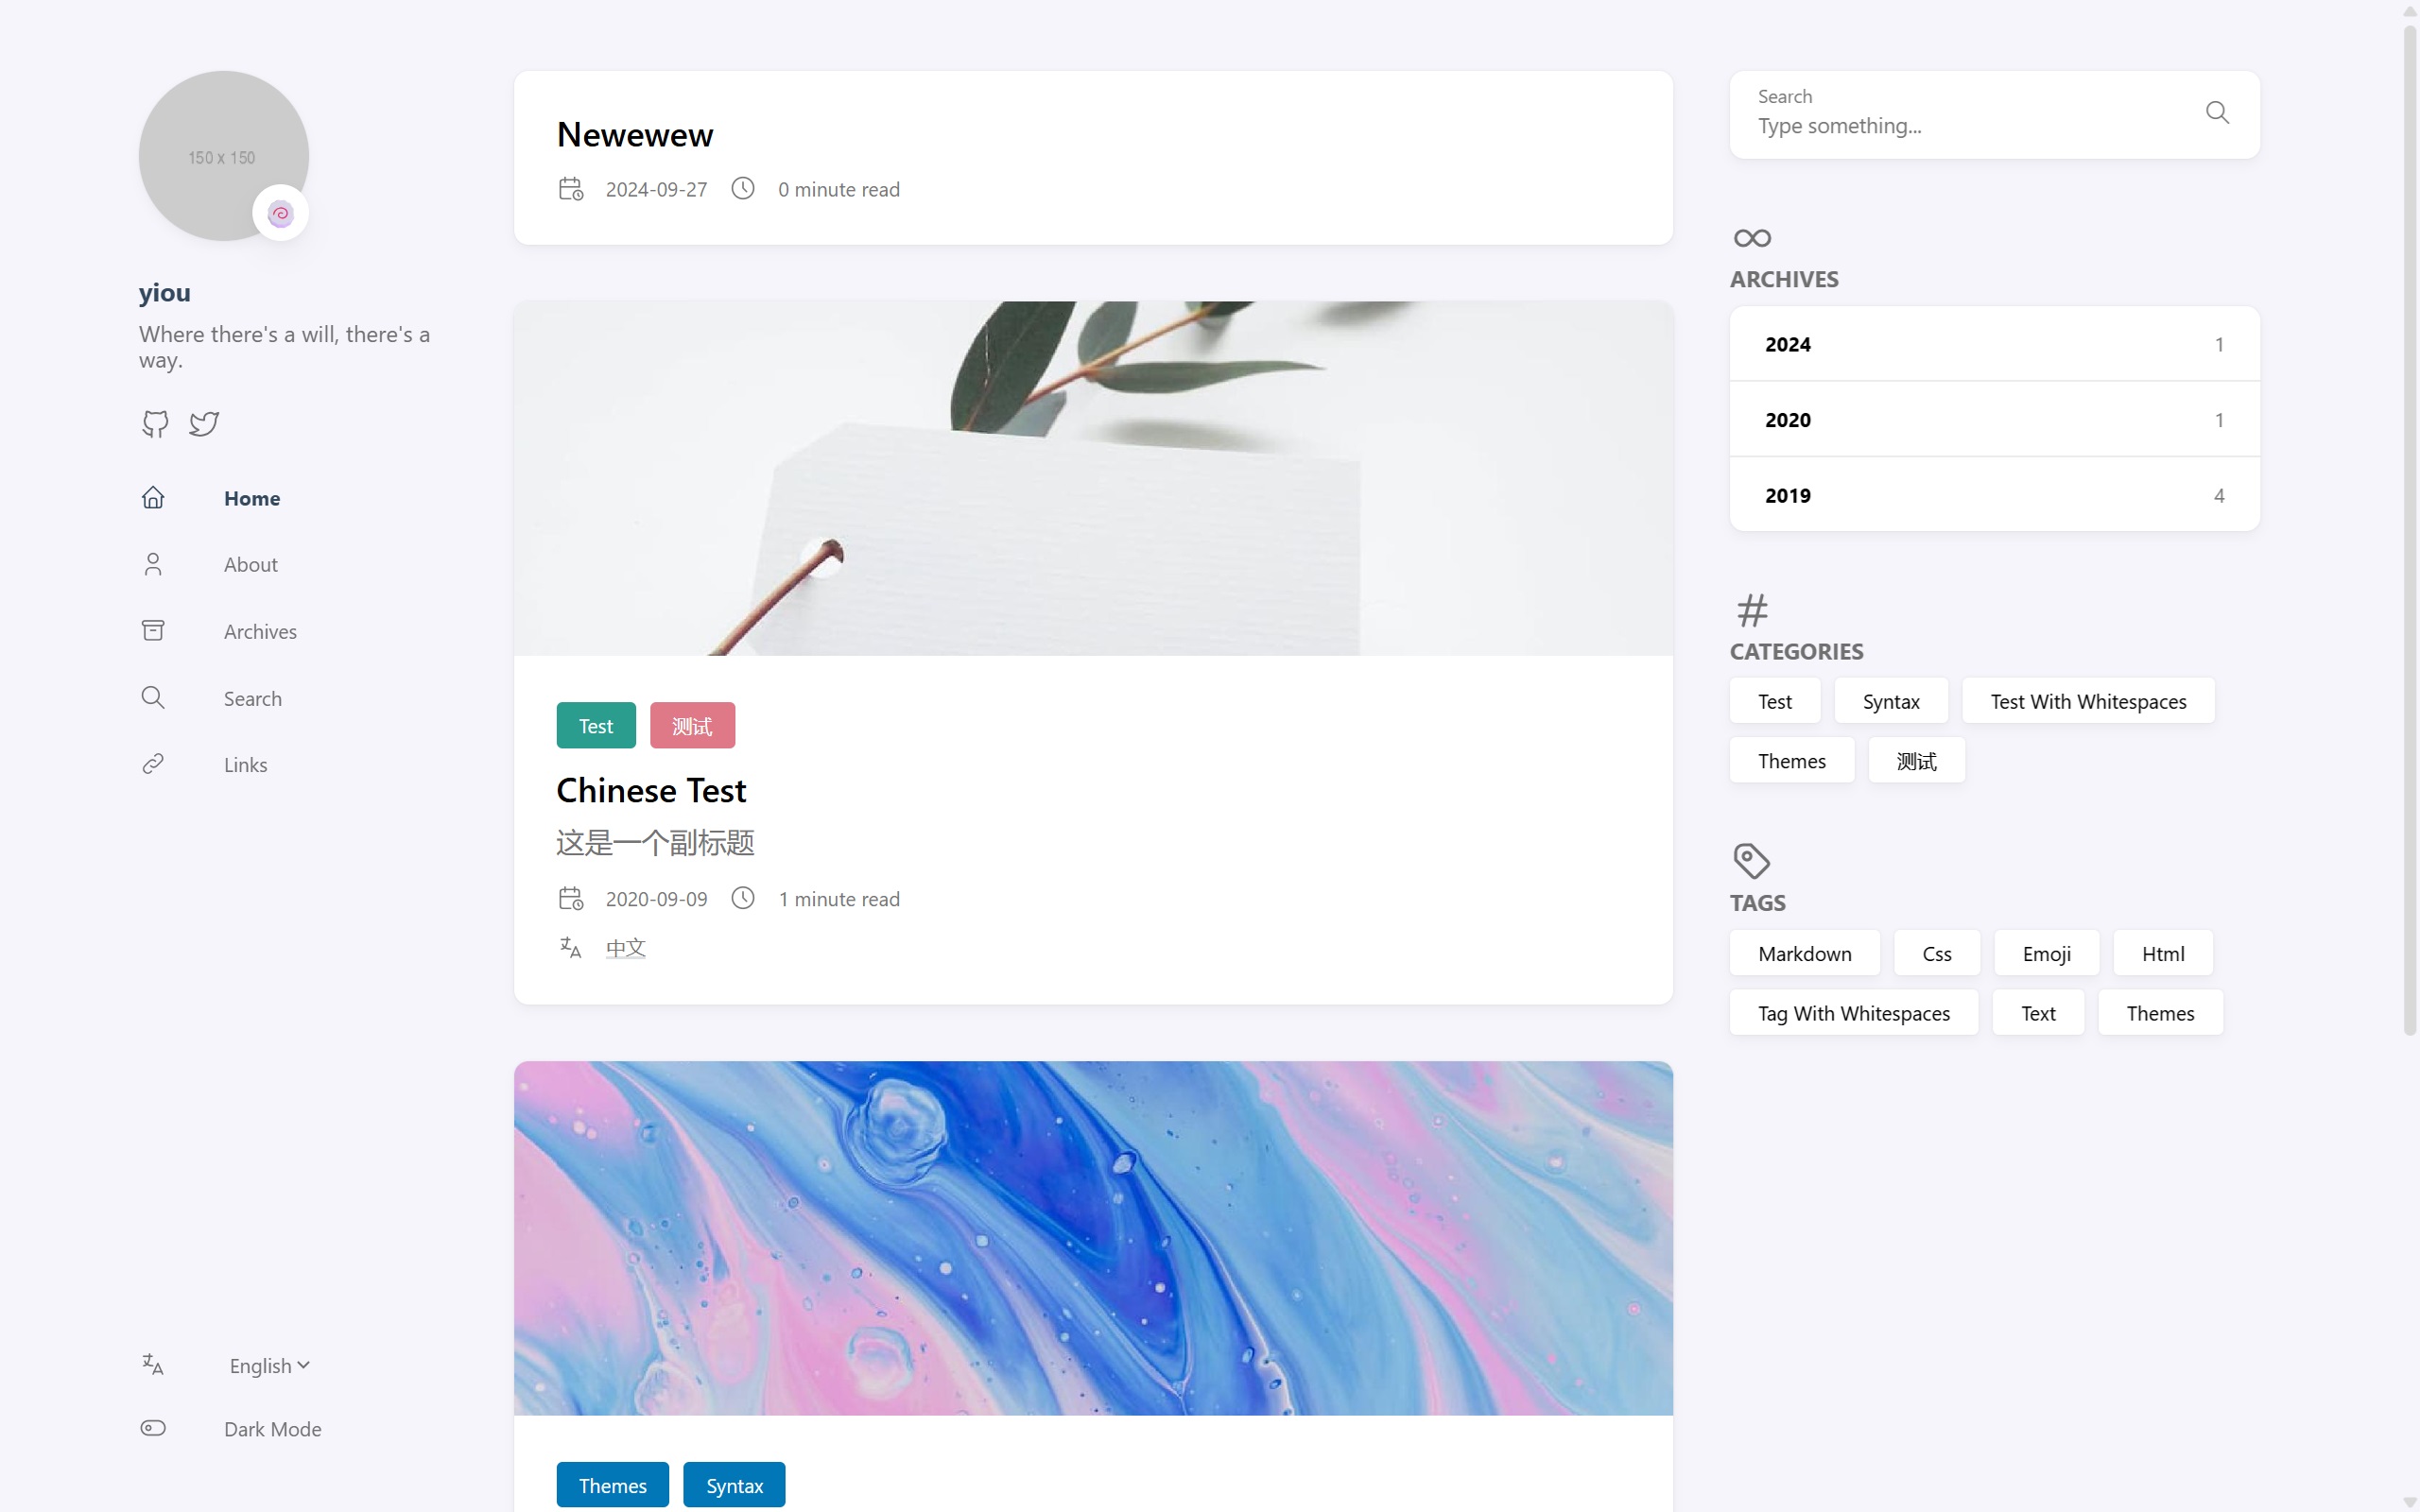 150 x 150
yiou
Where there's a will, there's a
way.
Home
About
Archives
Search
Links
English
Dark Mode
Newewew
2024-09-27 0 minute read
Test 测试
Chinese Test
这是一个副标题
2020-09-09 1 minute read
中文
Themes Syntax
Search
Type something...
ARCHIVES
2024 1
2020 1
2019 4
CATEGORIES
Test Syntax Test With Whitespaces
Themes 测试
TAGS
Markdown Css Emoji Html
Tag With Whitespaces Text Themes